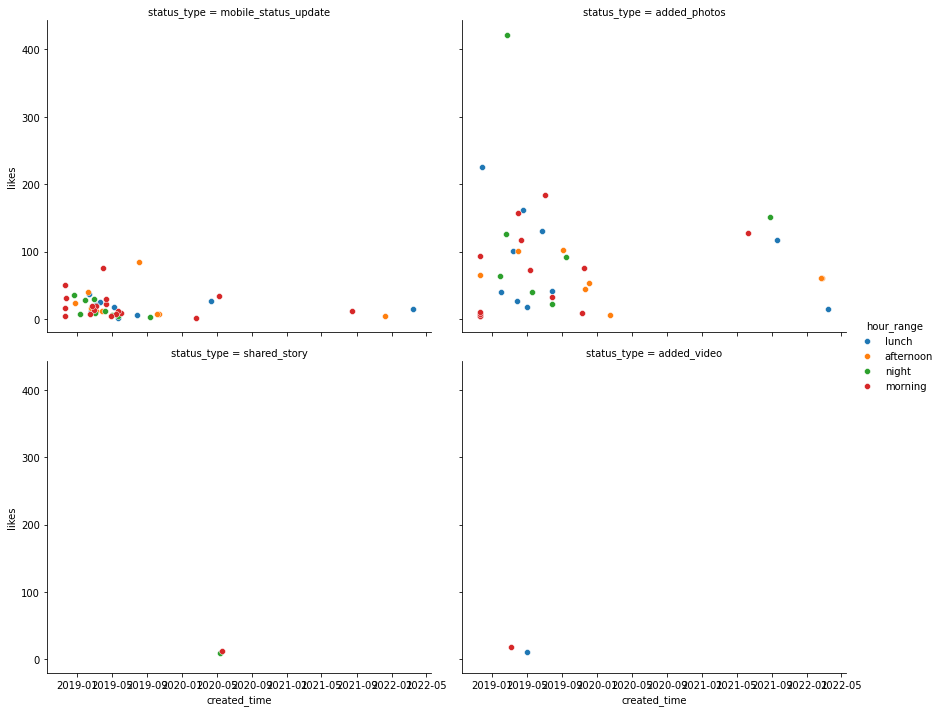 status_type = mobile_status_update
status_type = added_photos
400
300
200
100
0
likes
status_type = shared_story
status_type = added_video
400
300
200
100
0
likes
hour_range
lunch
afternoon
night
morning
2019-01 2019-05 2019-09 2020-01 2020-05 2020-09 2021-01 2021-05 2021-09 2022-01 2022-05
2019-01 2019-05 2019-09 2020-01 2020-05 2020-09 2021-01 2021-05 2021-09 2022-01 2022-05
created_time
created_time